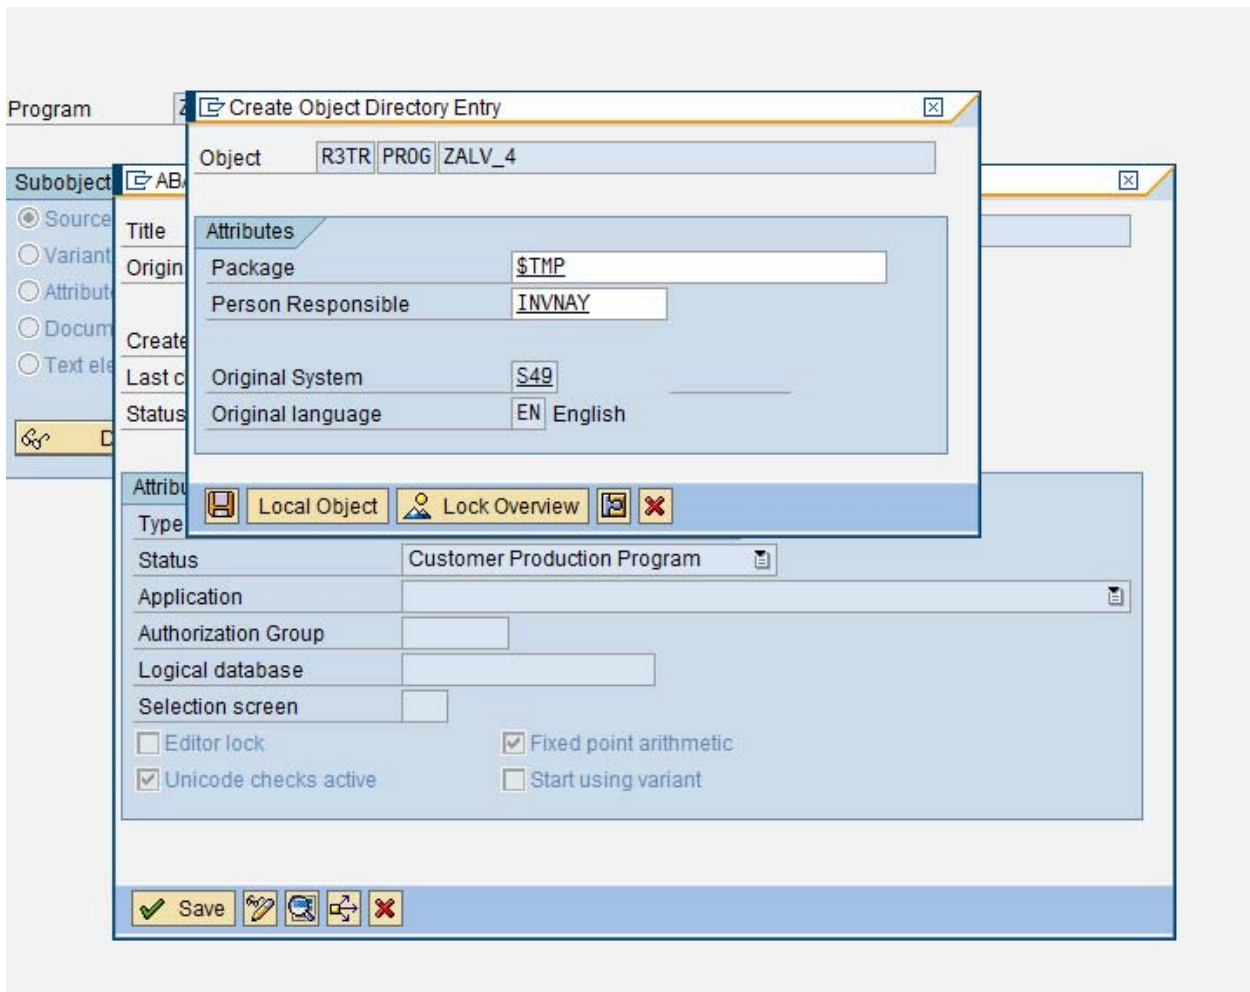 Program
Create Object Directory Entry
Object R3TR PROG ZALV_4
Subobject
Source
Title
Attributes
Variant
Package $TMP
Attribut
Person Responsible INVNAY
Docum
Create
Text ele
Last c
Original System S49
Status
Original language EN English
Local Object
Lock Overview
Type
Status Customer Production Program
Application
Authorization Group
Logical database
Selection screen
Editor lock Fixed point arithmetic
Unicode checks active Start using variant
Save